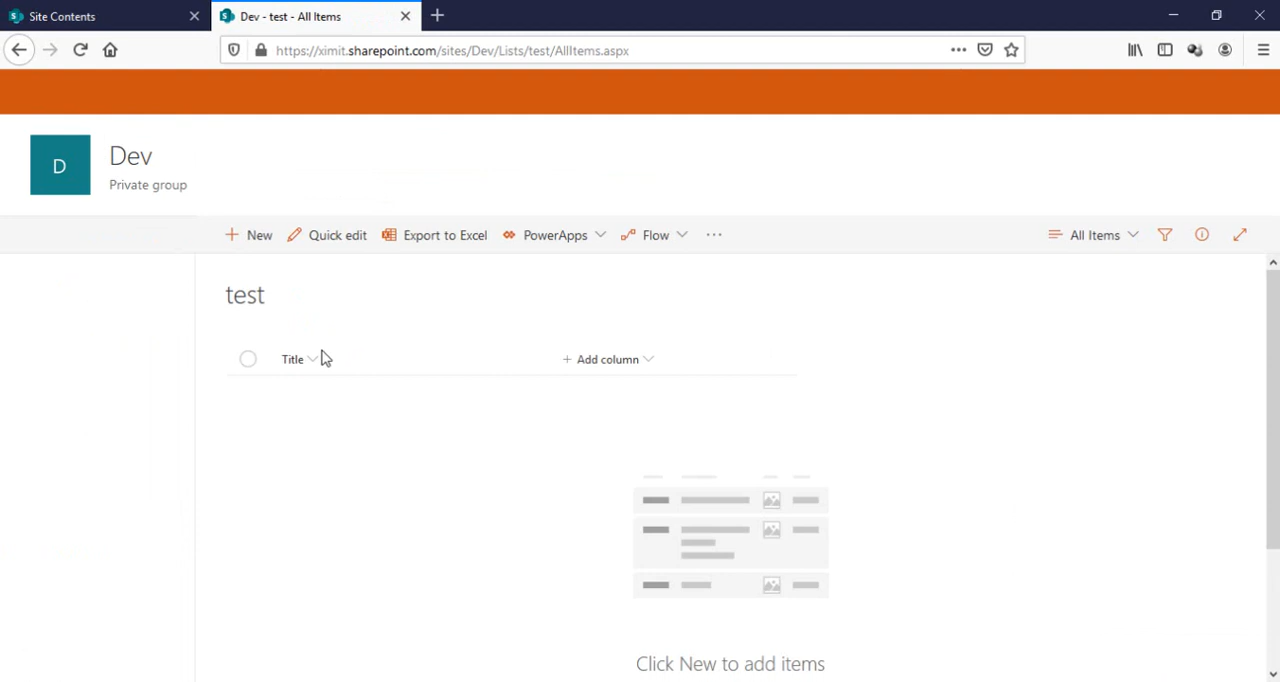 Site Contents
Dev - test - All Items
https://ximit.sharepoint.com/sites/Dev/Lists/test/AllItems.aspx
D
Dev
Private group
New
Quick edit
Export to Excel
PowerApps
Flow
All Items
test
Title
Add column
Click New to add items